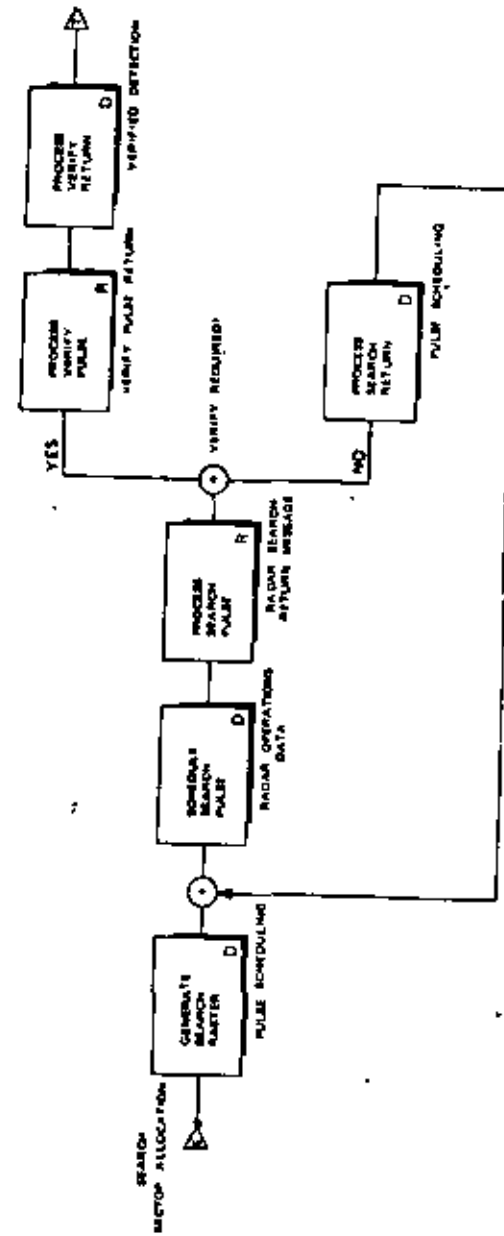 SEARCH
SECTOR ALLOCATION
GENERATE
SEARCH
RASTER
D
PULSE SCHEDULING
+
SCHEDULE
SEARCH
PULSE
D
RADAR OPERATIONS
DATA
PROCESS
SEARCH
PULSE
R
RADAR SEARCH
RETURN MESSAGE
+
VERIFY REQUIRED?
YES
PROCESS
VERIFY
PULSE
R
VERIFY PULSE RETURN
PROCESS
VERIFY
RETURN
D
VERIFIED DETECTION
NO
PROCESS
SEARCH
RETURN
D
PULSE SCHEDULING